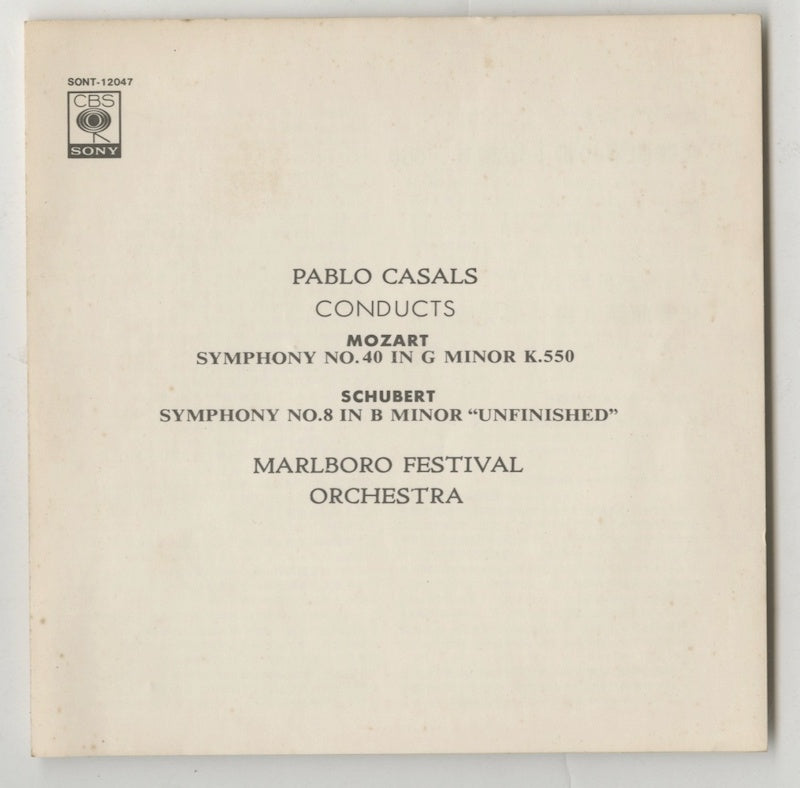 SONT-12047
CBS
SONY
PABLO CASALS
CONDUCTS
MOZART
SYMPHONY NO.40 IN G MINOR K.550
SCHUBERT
SYMPHONY NO.8 IN B MINOR “UNFINISHED”
MARLBORO FESTIVAL
ORCHESTRA